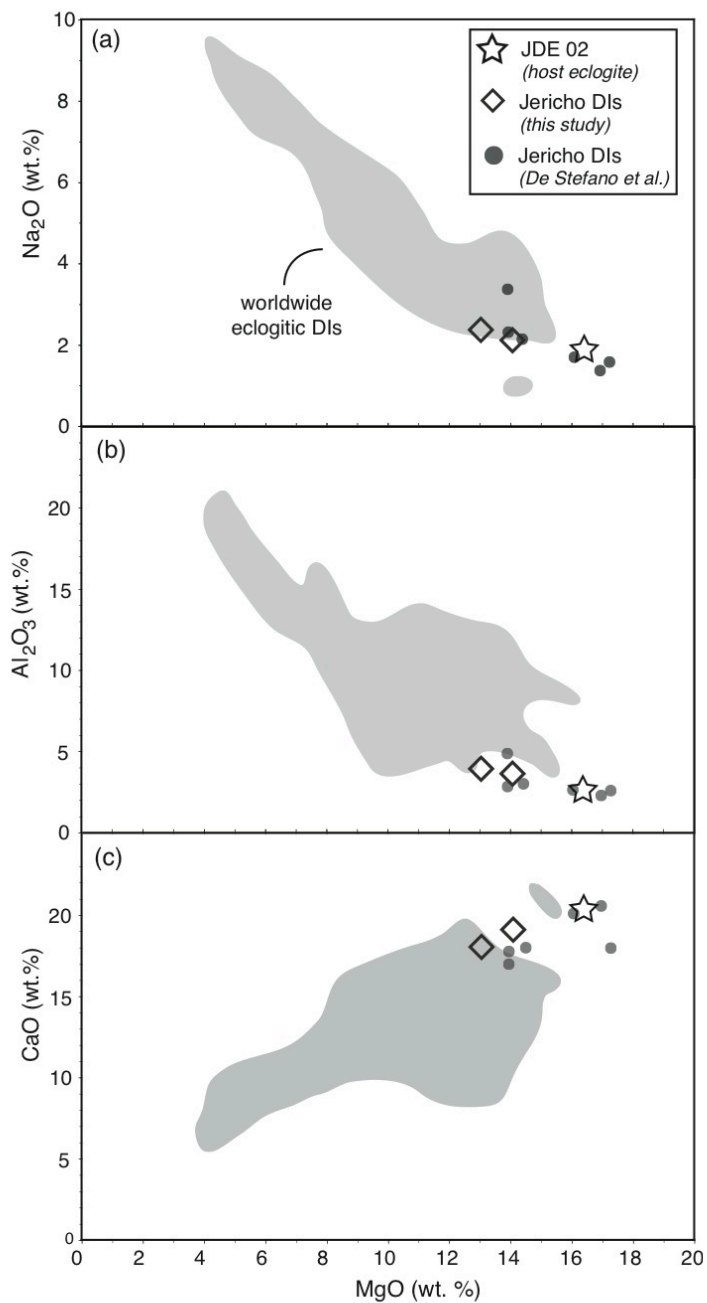 10
(a)
JDE 02
(host eclogite)
8
Jericho DIs
(this study)
Jericho DIs
6
(De Stefano et al.)
Na2O (wt.%)
4
worldwide
eclogitic DIs
2
0
(b)
20
15
Al2O3 (wt.%)
10
5
0
(c)
20
15
CaO (wt.%)
10
5
0
0 2 4 6 8 10 12 14 16 18 20
MgO (wt. %)